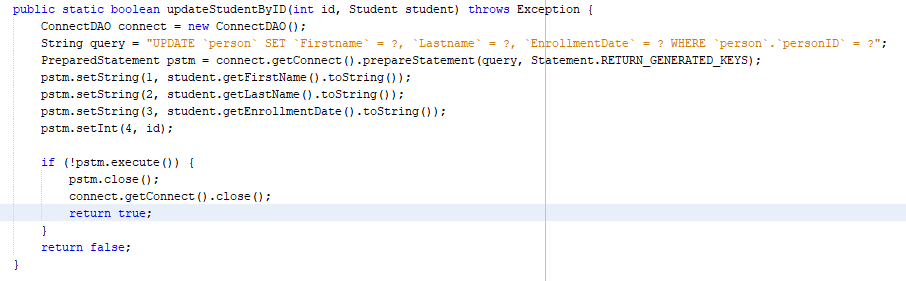 public static boolean updateStudentByID(int id, Student student) throws Exception {
    ConnectDAO connect = new ConnectDAO();
    String query = "UPDATE `person` SET `Firstname` = ?, `Lastname` = ?, `EnrollmentDate` = ? WHERE `person`.`personID` = ?";
    PreparedStatement pstm = connect.getConnect().prepareStatement(query, Statement.RETURN_GENERATED_KEYS);
    pstm.setString(1, student.getFirstName().toString());
    pstm.setString(2, student.getLastName().toString());
    pstm.setString(3, student.getEnrollmentDate().toString());
    pstm.setInt(4, id);

    if (!pstm.execute()) {
        pstm.close();
        connect.getConnect().close();
        return true;
    }
    return false;
}